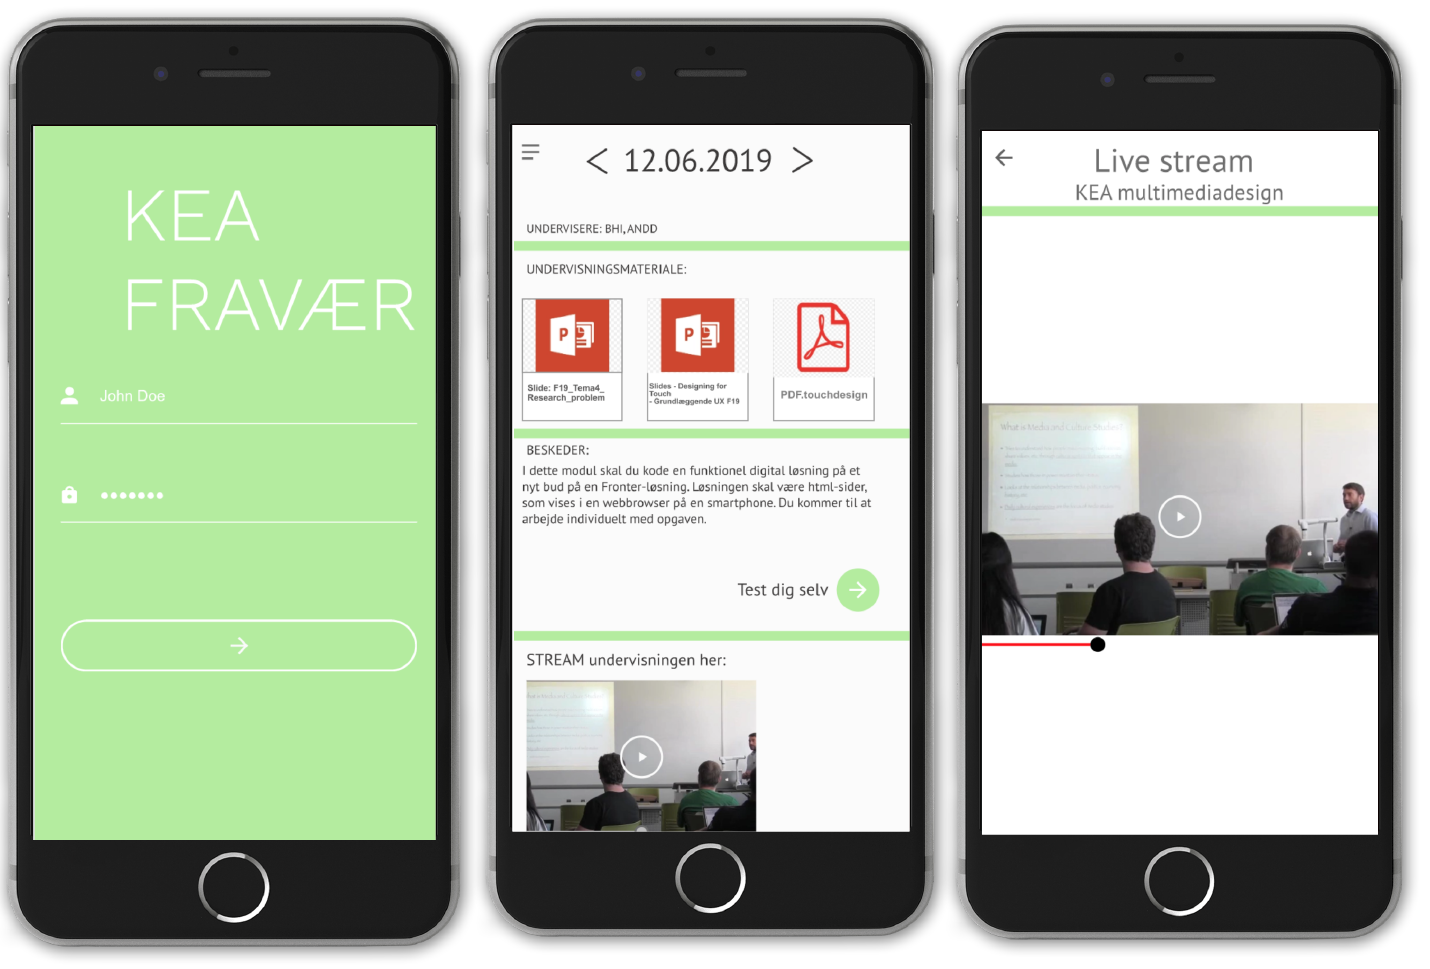 KEA
FRAVÆR
John Doe
12.06.2019
UNDERVISERE: BHI, ANDD
UNDERVISNINGSMATERIALE:
Slide: F19_Tema4_
Research_problem
Slides - Designing for
Touch
- Grundlæggende UX F19
PDF.touchdesign
BESKEDER:
I dette modul skal du kode en funktionel digital løsning på et
nyt bud på en Fronter-løsning. Løsningen skal være html-sider,
som vises i en webbrowser på en smartphone. Du kommer til at
arbejde individuelt med opgaven.
Test dig selv
STREAM undervisningen her:
Live stream
KEA multimediadesign
What is Media and Culture Studies?